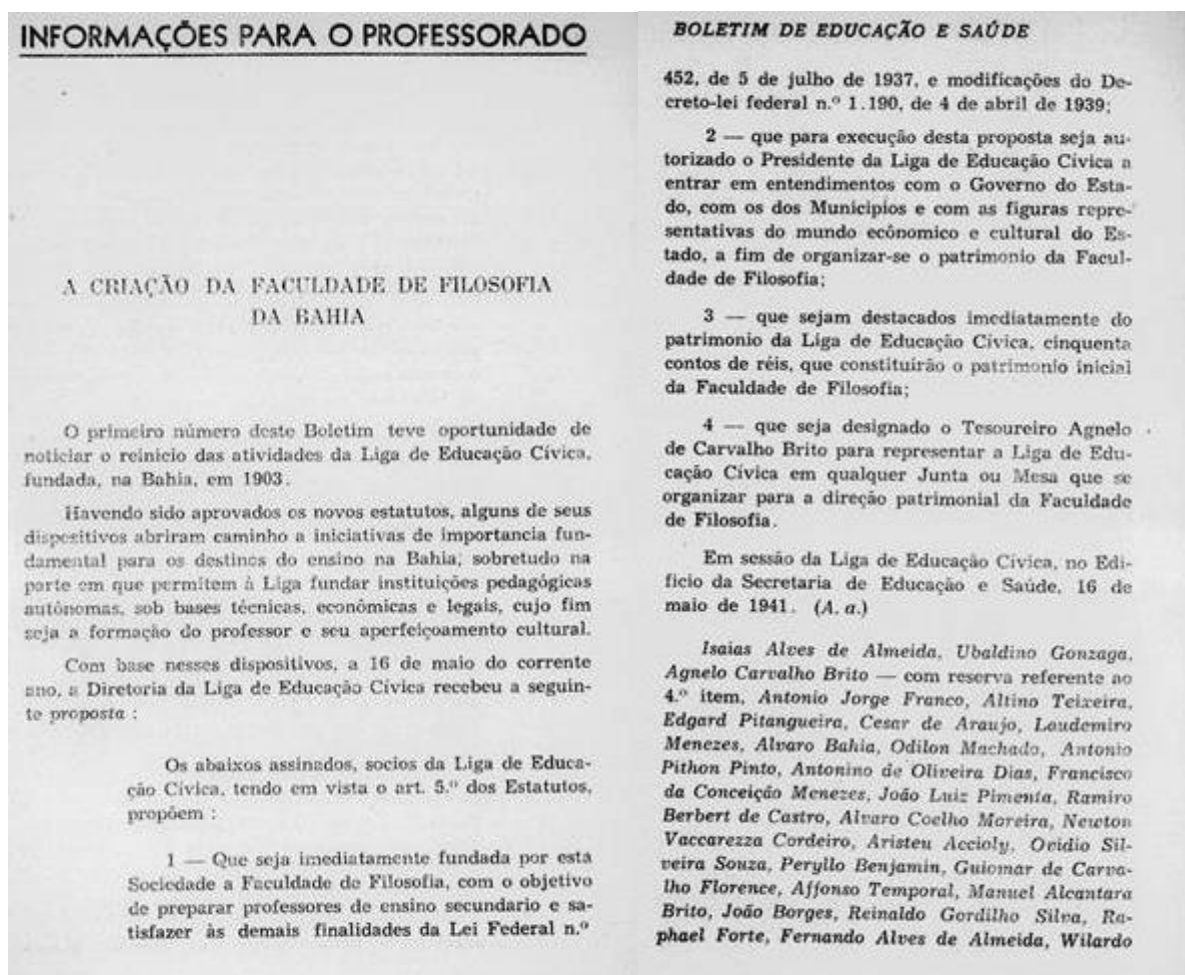 INFORMAÇÕES PARA O PROFESSORADO
A CRIAÇÃO DA FACULDADE DE FILOSOFIA
DA BAHIA
O primeiro número deste Boletim teve oportunidade de
noticiar o reinicio das atividades da Liga de Educação Cívica,
fundada, na Bahia, em 1903.
Havendo sido aprovados os novos estatutos, alguns de seus
dispositivos abriram caminho a iniciativas de importancia fun-
damental para os destinos do ensino na Bahia, sobretudo na
parte em que permitem à Liga fundar instituições pedagógicas
autônomas, sob bases técnicas, econômicas e legais, cujo fim
seja a formação do professor e seu aperfeiçoamento cultural.
Com base nesses dispositivos, a 16 de maio do corrente
ano, a Diretoria da Liga de Educação Cívica recebeu a seguin-
te proposta :
Os abaixos assinados, socios da Liga de Educa-
ção Cívica, tendo em vista o art. 5.º dos Estatutos,
propõem :
1 — Que seja imediatamente fundada por esta
Sociedade a Faculdade de Filosofia, com o objetivo
de preparar professores de ensino secundario e sa-
tisfazer às demais finalidades da Lei Federal n.º
BOLETIM DE EDUCAÇÃO E SAÚDE
452, de 5 de julho de 1937, e modificações do De-
creto-lei federal n.º 1.190, de 4 de abril de 1939;
2 — que para execução desta proposta seja au-
torizado o Presidente da Liga de Educação Cívica a
entrar em entendimentos com o Governo do Esta-
do, com os dos Municipios e com as figuras repre-
sentativas do mundo ecônomico e cultural do Es-
tado, a fim de organizar-se o patrimonio da Facul-
dade de Filosofia;
3 — que sejam destacados imediatamente do
patrimonio da Liga de Educação Cívica, cinquenta
contos de réis, que constituirão o patrimonio inicial
da Faculdade de Filosofia;
4 — que seja designado o Tesoureiro Agnelo
de Carvalho Brito para representar a Liga de Edu-
cação Cívica em qualquer Junta ou Mesa que se
organizar para a direção patrimonial da Faculdade
de Filosofia.
Em sessão da Liga de Educação Cívica, no Edi-
ficio da Secretaria de Educação e Saúde, 16 de
maio de 1941. (A. a.)
Isaias Alves de Almeida, Ubaldino Gonzaga,
Agnelo Carvalho Brito — com reserva referente ao
4.º item, Antonio Jorge Franco, Altino Teixeira,
Edgard Pitangueira, Cesar de Araujo, Laudemiro
Menezes, Alvaro Bahia, Odilon Machado, Antonio
Pithon Pinto, Antonino de Oliveira Dias, Francisco
da Conceição Menezes, João Luiz Pimenta, Ramiro
Berbert de Castro, Alvaro Coelho Moreira, Newton
Vaccarezza Cordeiro, Aristeu Accioly, Ovidio Sil-
veira Souza, Peryllo Benjamin, Guiomar de Carva-
lho Florence, Affonso Temporal, Manuel Alcantara
Brito, João Borges, Reinaldo Gordilho Silva, Ra-
phael Forte, Fernando Alves de Almeida, Wilardo